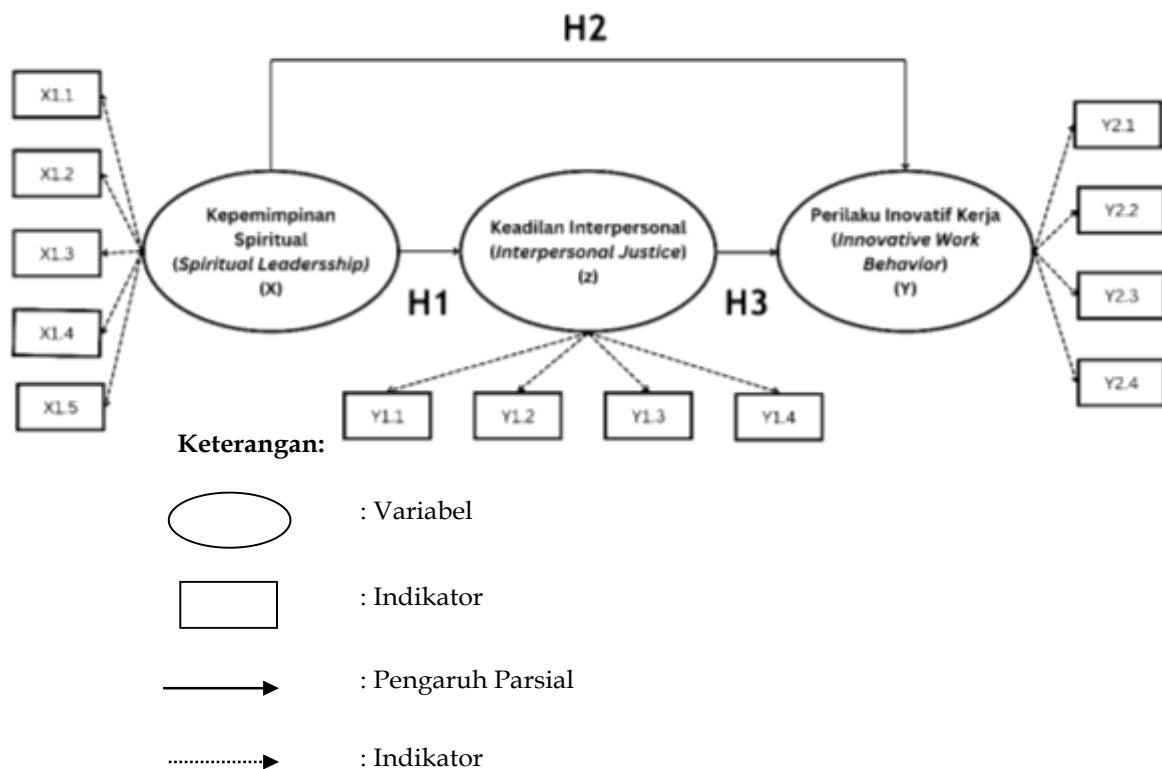 H2
X1.1
X1.2
X1.3
X1.4
X1.5
Kepemimpinan
Spiritual
(Spiritual Leadersship)
(X)
H1
Keadilan Interpersonal
(Interpersonal Justice)
(z)
H3
Perilaku Inovatif Kerja
(Innovative Work
Behavior)
(Y)
Y2.1
Y2.2
Y2.3
Y2.4
Y1.1
Y1.2
Y1.3
Y1.4
Keterangan:
: Variabel
: Indikator
: Pengaruh Parsial
: Indikator